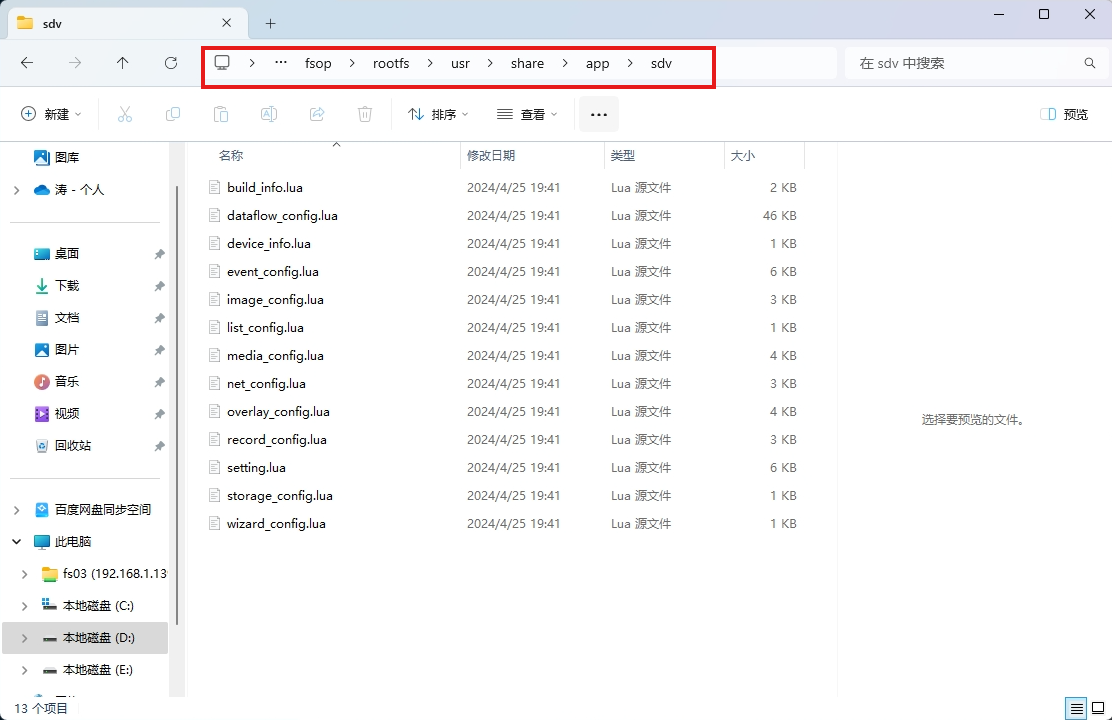 sdv
… > fsop > rootfs > usr > share > app > sdv
在 sdv 中搜索
新建
排序
查看
预览
名称 修改日期 类型 大小
图库
涛 - 个人
桌面
下载
文档
图片
音乐
视频
回收站
百度网盘同步空间
此电脑
fs03 (192.168.1.13
本地磁盘 (C:)
本地磁盘 (D:)
本地磁盘 (E:)
build_info.lua 2024/4/25 19:41 Lua 源文件 2 KB
dataflow_config.lua 2024/4/25 19:41 Lua 源文件 46 KB
device_info.lua 2024/4/25 19:41 Lua 源文件 1 KB
event_config.lua 2024/4/25 19:41 Lua 源文件 6 KB
image_config.lua 2024/4/25 19:41 Lua 源文件 3 KB
list_config.lua 2024/4/25 19:41 Lua 源文件 1 KB
media_config.lua 2024/4/25 19:41 Lua 源文件 4 KB
net_config.lua 2024/4/25 19:41 Lua 源文件 3 KB
overlay_config.lua 2024/4/25 19:41 Lua 源文件 4 KB
record_config.lua 2024/4/25 19:41 Lua 源文件 3 KB
setting.lua 2024/4/25 19:41 Lua 源文件 6 KB
storage_config.lua 2024/4/25 19:41 Lua 源文件 1 KB
wizard_config.lua 2024/4/25 19:41 Lua 源文件 1 KB
选择要预览的文件。
13 个项目